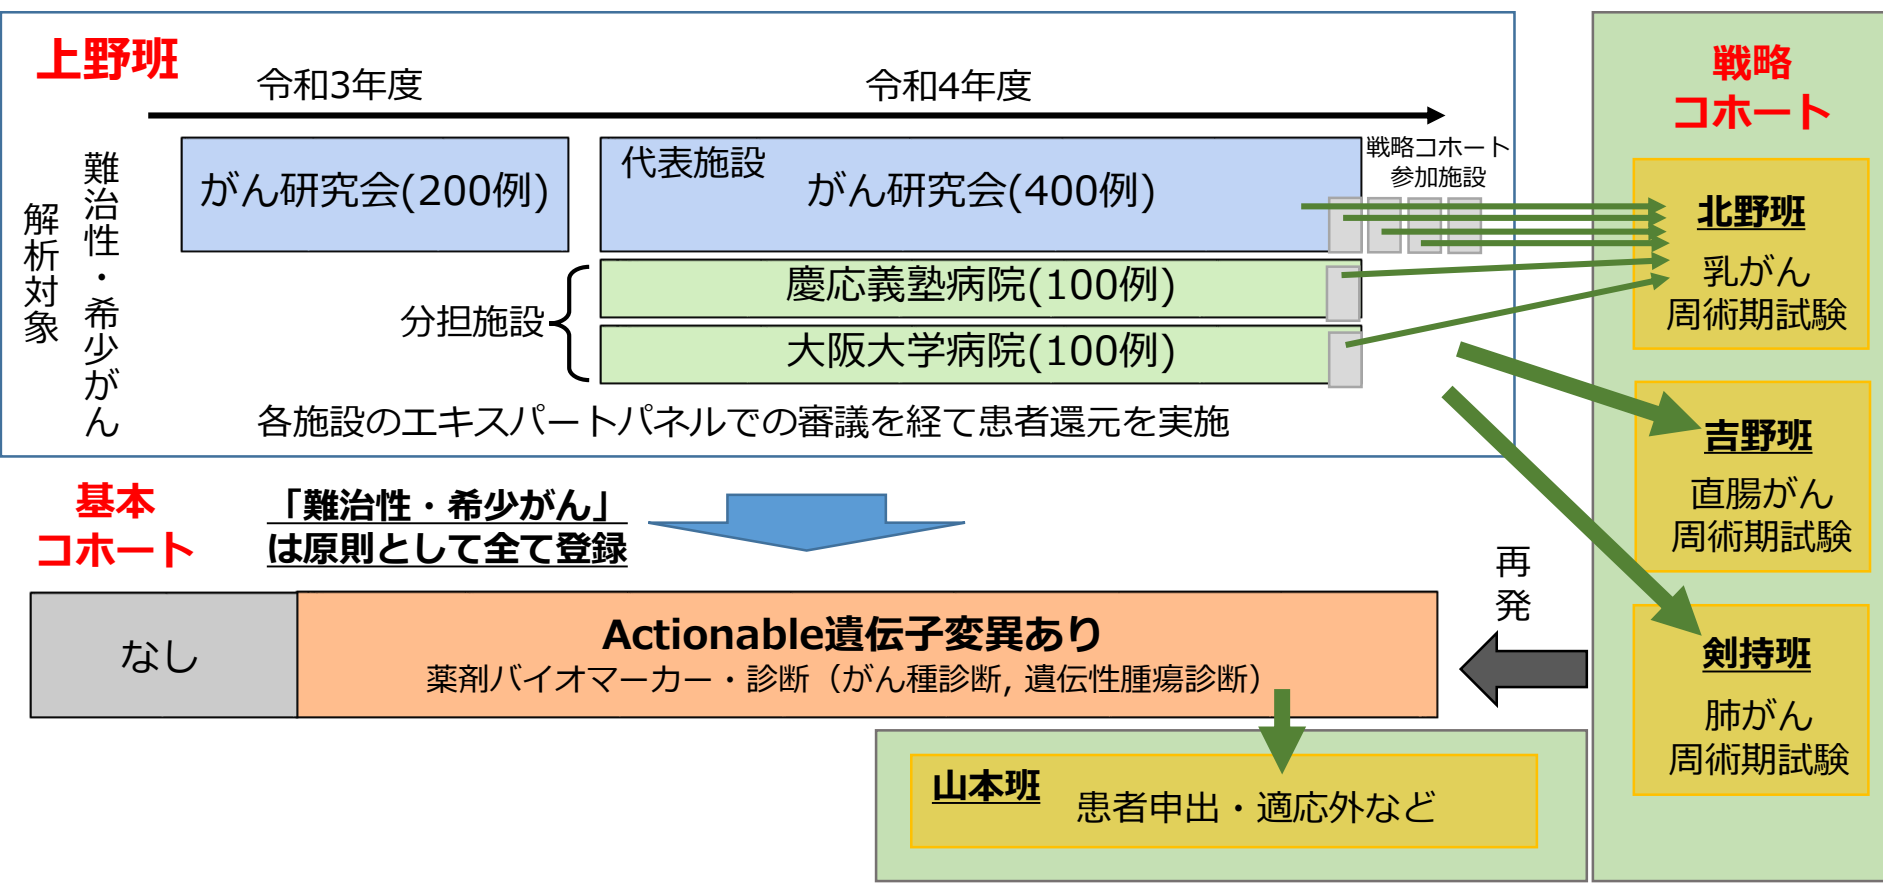 上野班
令和3年度
令和4年度
難治性・希少がん
解析対象
がん研究会(200例)
代表施設
がん研究会(400例)
戦略コホート
参加施設
分担施設
慶応義塾病院(100例)
大阪大学病院(100例)
各施設のエキスパートパネルでの審議を経て患者還元を実施
戦略
コホート
北野班
乳がん
周術期試験
吉野班
直腸がん
周術期試験
剣持班
肺がん
周術期試験
基本
コホート
「難治性・希少がん」
は原則として全て登録
再発
なし
Actionable遺伝子変異あり
薬剤バイオマーカー・診断（がん種診断, 遺伝性腫瘍診断）
山本班
患者申出・適応外など